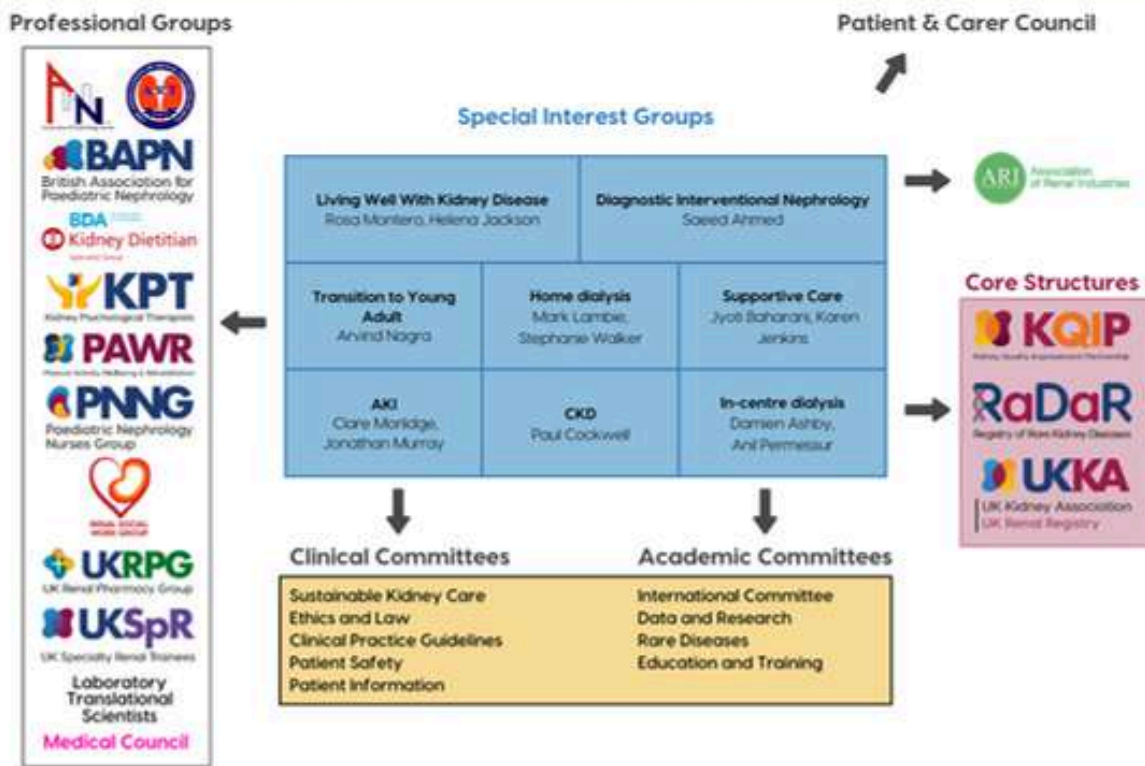 Professional Groups
Patient & Carer Council
Special Interest Groups
BAPN
British Association for
Paediatric Nephrology
BDA
Kidney Dietitian
KPT
Kidney Psychological Therapists
PAWR
PNNG
Paediatric Nephrology
Nurses Group
RENAL SOCIAL
WORK GROUP
UKRPG
UK Renal Pharmacy Group
UKSpR
UK Specialty Renal Trainees
Laboratory
Translational
Scientists
Medical Council
Living Well With Kidney Disease
Rosa Montero, Helena Jackson
Diagnostic Interventional Nephrology
Saeed Ahmed
Transition to Young
Adult
Arvind Nagra
Home dialysis
Mark Lambie,
Stephanie Walker
Supportive Care
Jyoti Baharani, Karen
Jenkins
AKI
Clare Morlidge,
Jonathan Murray
CKD
Paul Cockwell
In-centre dialysis
Damien Ashby,
Anil Permessur
ARI
Association
of Renal Industries
Core Structures
KQIP
Kidney Quality Improvement Partnership
RaDaR
Registry of Rare Kidney Diseases
UKKA
UK Kidney Association
UK Renal Registry
Clinical Committees
Sustainable Kidney Care
Ethics and Law
Clinical Practice Guidelines
Patient Safety
Patient Information
Academic Committees
International Committee
Data and Research
Rare Diseases
Education and Training